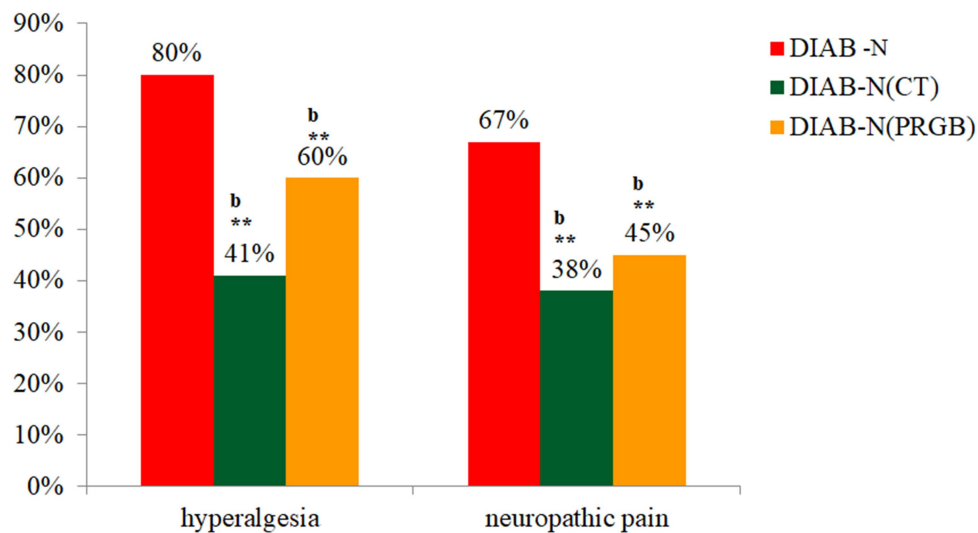 90%
80%
70%
60%
50%
40%
30%
20%
10%
0%
80%
b
**
41%
b
**
60%
67%
b
**
38%
b
**
45%
hyperalgesia
neuropathic pain
DIAB -N
DIAB-N(CT)
DIAB-N(PRGB)